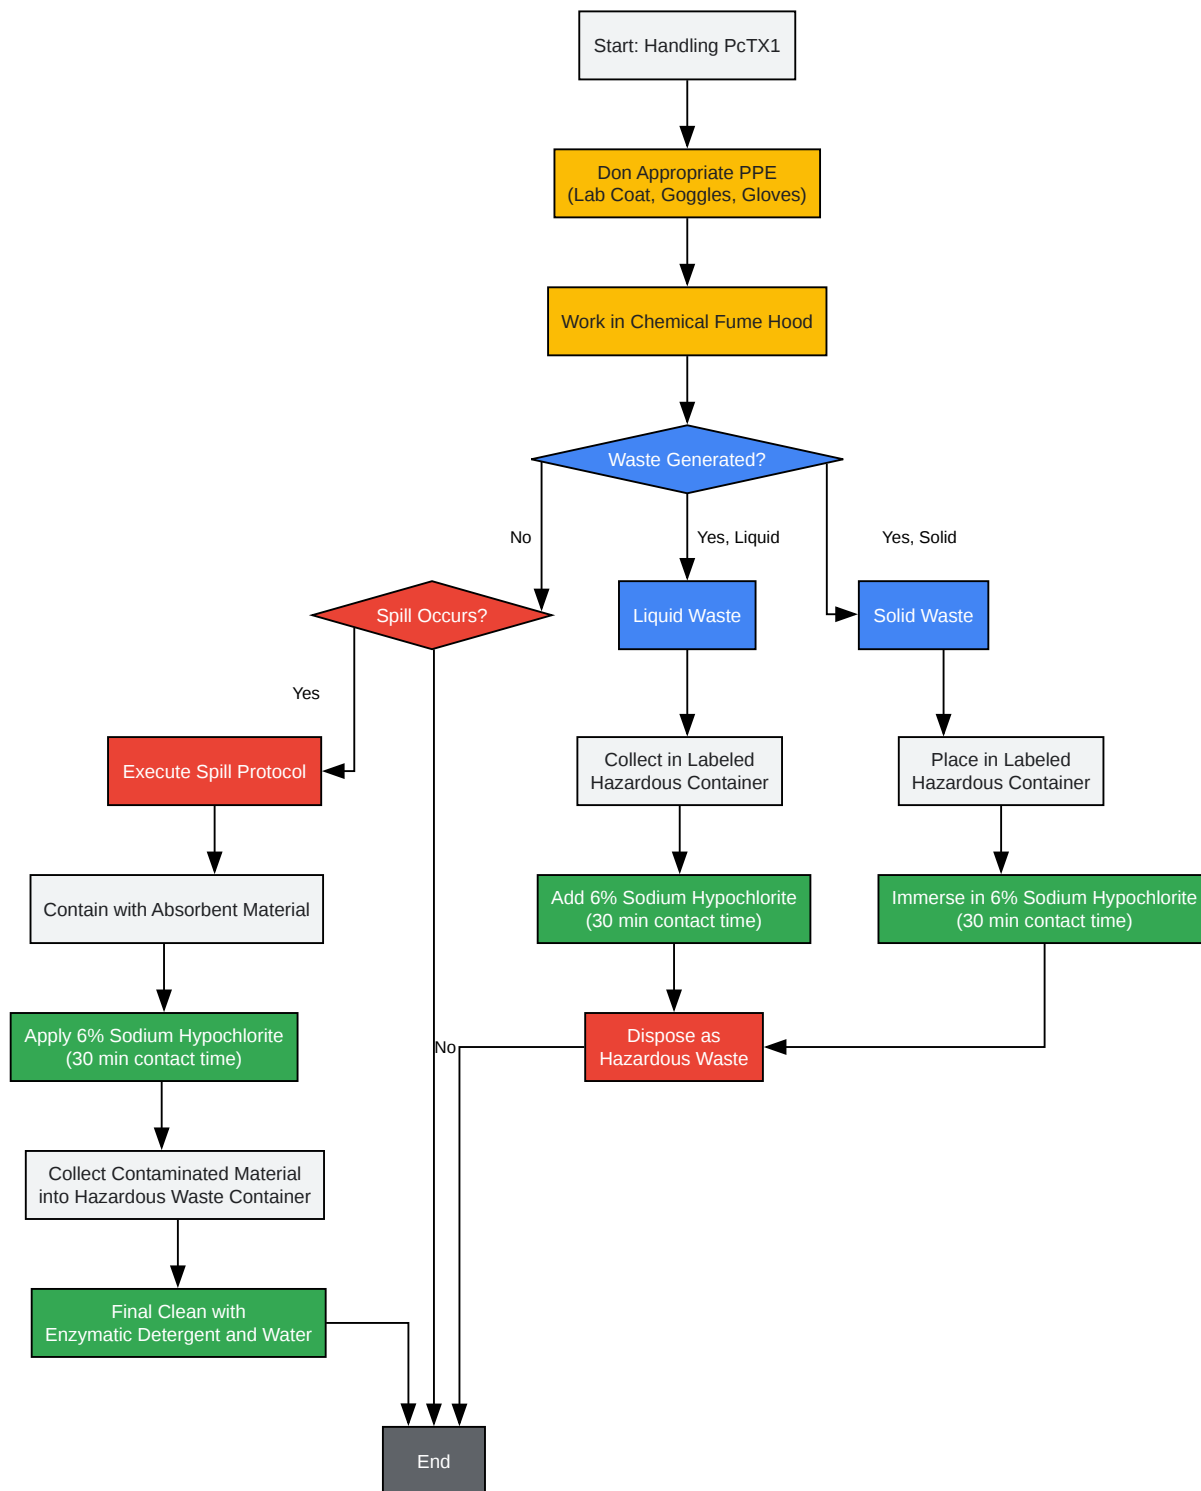 Start: Handling PcTX1
Don Appropriate PPE
(Lab Coat, Goggles, Gloves)
Work in Chemical Fume Hood
Waste Generated?
No
Yes, Liquid
Yes, Solid
Spill Occurs?
Liquid Waste
Solid Waste
Yes
Execute Spill Protocol
Collect in Labeled
Hazardous Container
Place in Labeled
Hazardous Container
Contain with Absorbent Material
Add 6% Sodium Hypochlorite
(30 min contact time)
Immerse in 6% Sodium Hypochlorite
(30 min contact time)
Apply 6% Sodium Hypochlorite
(30 min contact time)
No
Dispose as
Hazardous Waste
Collect Contaminated Material
into Hazardous Waste Container
Final Clean with
Enzymatic Detergent and Water
End